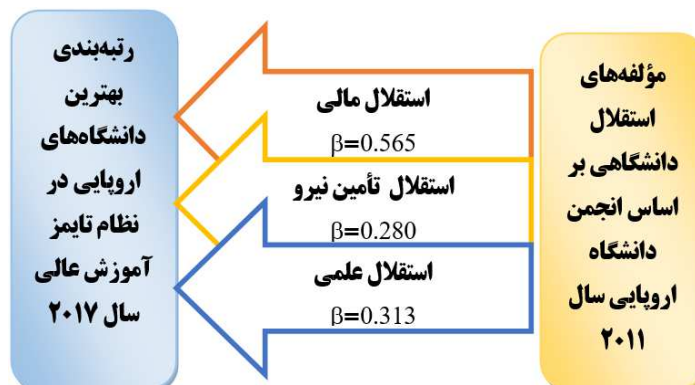 مؤلفه‌های
استقلال
دانشگاهی بر
اساس انجمن
دانشگاه
اروپایی سال
۲۰۱۱
استقلال مالی
β=0.565
استقلال تأمین نیرو
β=0.280
استقلال علمی
β=0.313
رتبه‌بندی
بهترین
دانشگاه‌های
اروپایی در
نظام تایمز
آموزش عالی
سال ۲۰۱۷